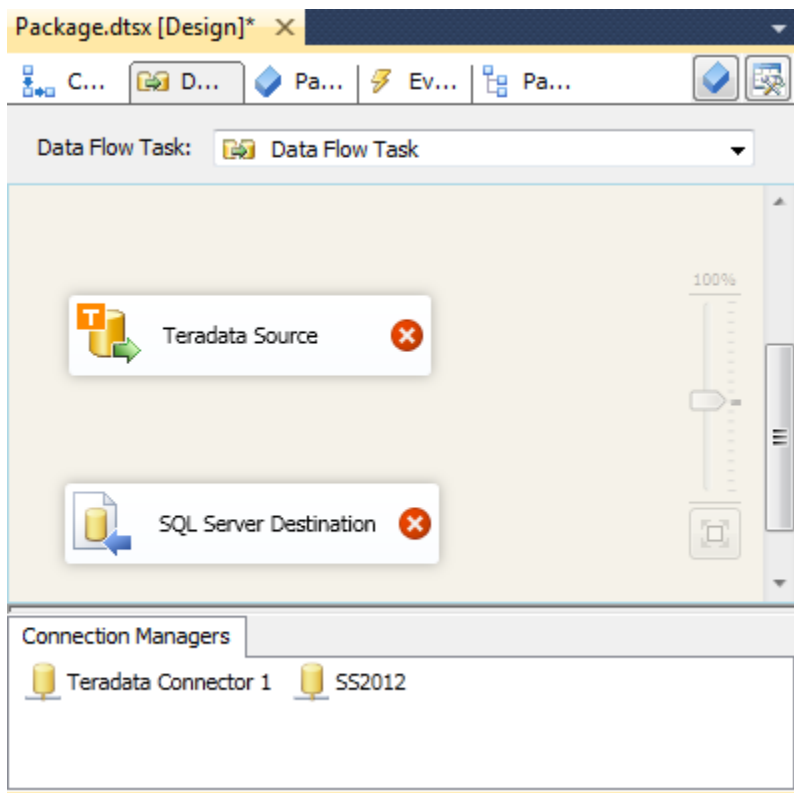 Package.dtsx [Design]*
C... D... Pa... Ev... Pa...
Data Flow Task: Data Flow Task
100%
T Teradata Source
SQL Server Destination
Connection Managers
Teradata Connector 1 SS2012